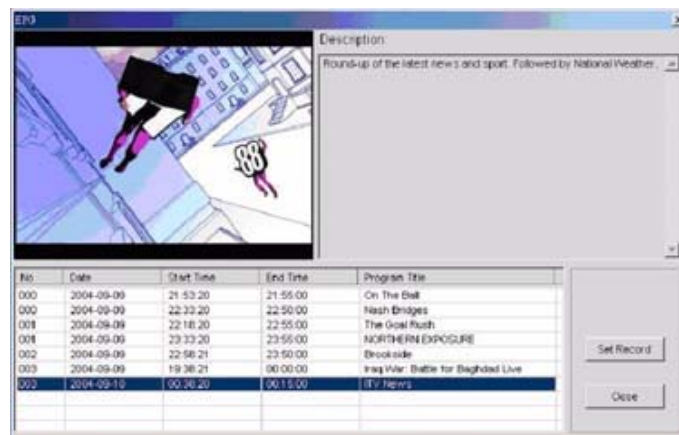 EPG
Description:
Round-up of the latest news and sport. Followed by National Weather.
88
No Date Start Time End Time Program Title
000 2004-09-09 21:53:20 21:55:00 On The Ball
000 2004-09-09 22:33:20 22:50:00 Nash Bridges
001 2004-09-09 22:18:20 22:55:00 The Goal Rush
001 2004-09-09 23:33:20 23:55:00 NORTHERN EXPOSURE
002 2004-09-09 22:58:21 23:50:00 Brookside
003 2004-09-09 19:38:21 00:00:00 Iraq War: Battle for Baghdad Live
003 2004-09-10 00:38:20 00:15:00 ITV News
Set Record
Close